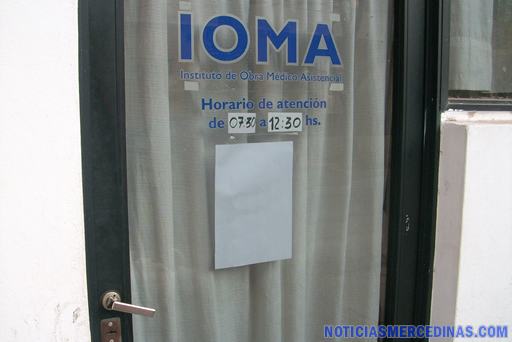 IOMA
Instituto de Obra Médico Asistencial
Horario de atención
de 07:30 a 12:30 hs.
NOTICIASMERCEDINAS.COM